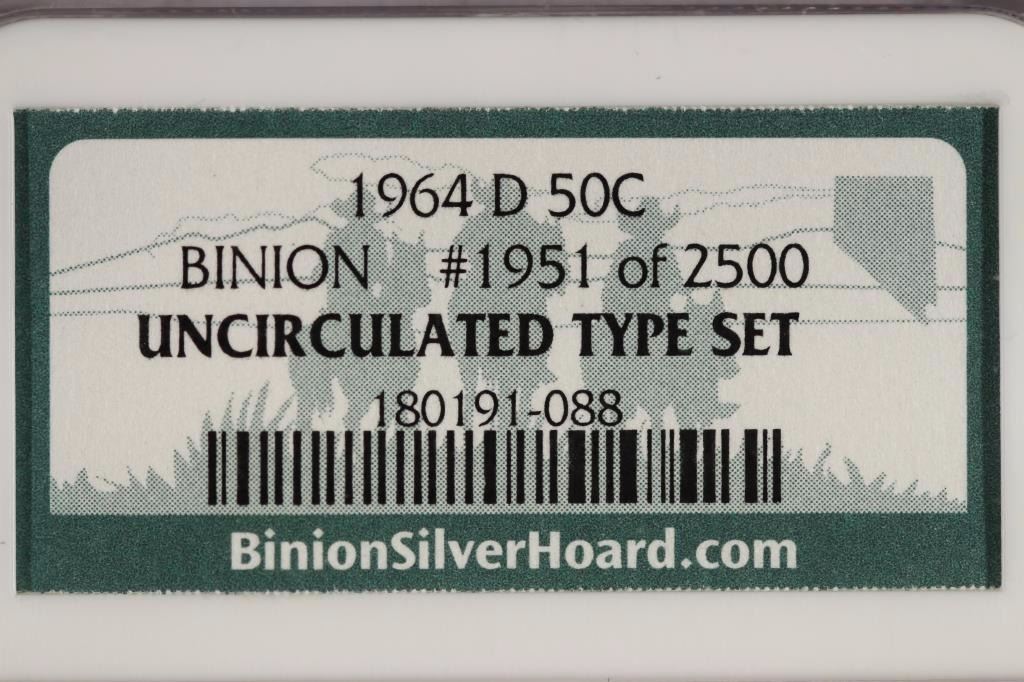 1964 D 50C
BINION #1951 of 2500
UNCIRCULATED TYPE SET
180191-088
BinionSilverHoard.com